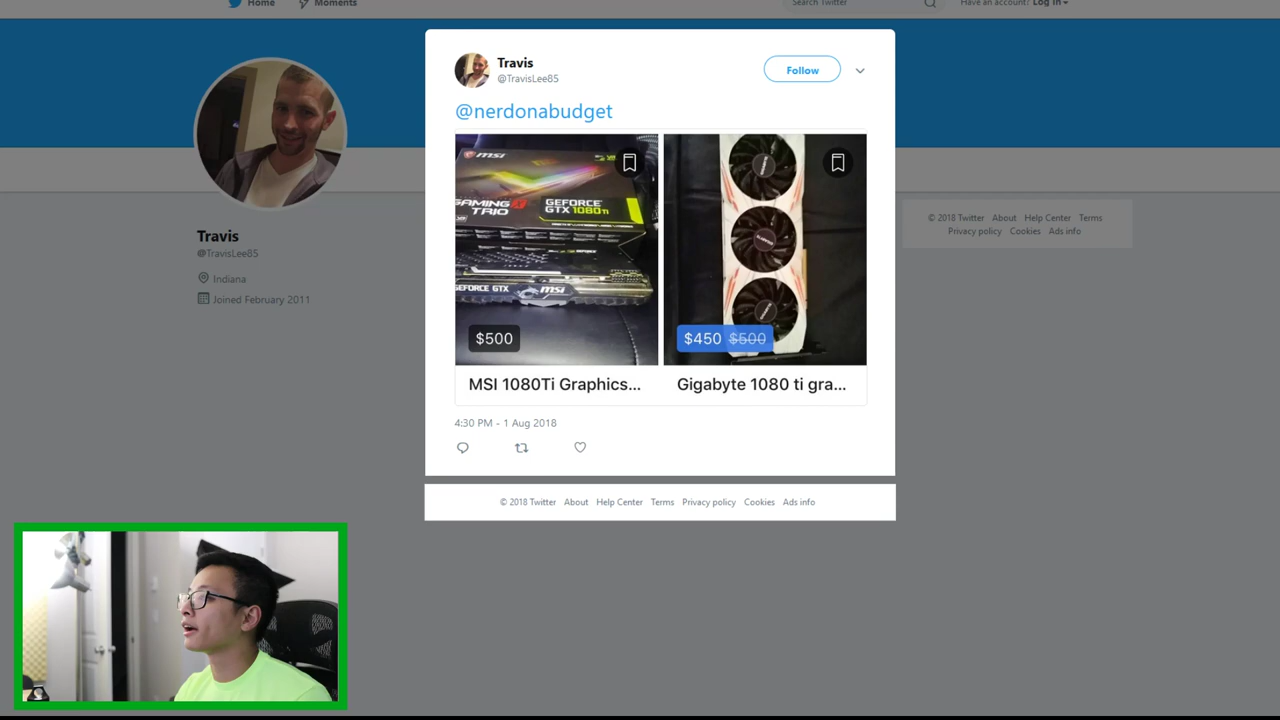 Home Moments Search Twitter Have an account? Log in
Travis
@TravisLee85
Follow
@nerdonabudget
msi
GAMING X TRIO
GEFORCE GTX 1080Ti
GEFORCE GTX msi
$500
$450 $500
MSI 1080Ti Graphics...
Gigabyte 1080 ti gra...
4:30 PM - 1 Aug 2018
© 2018 Twitter About Help Center Terms Privacy policy Cookies Ads info
Travis
@TravisLee85
Indiana
Joined February 2011
© 2018 Twitter About Help Center Terms
Privacy policy Cookies Ads info